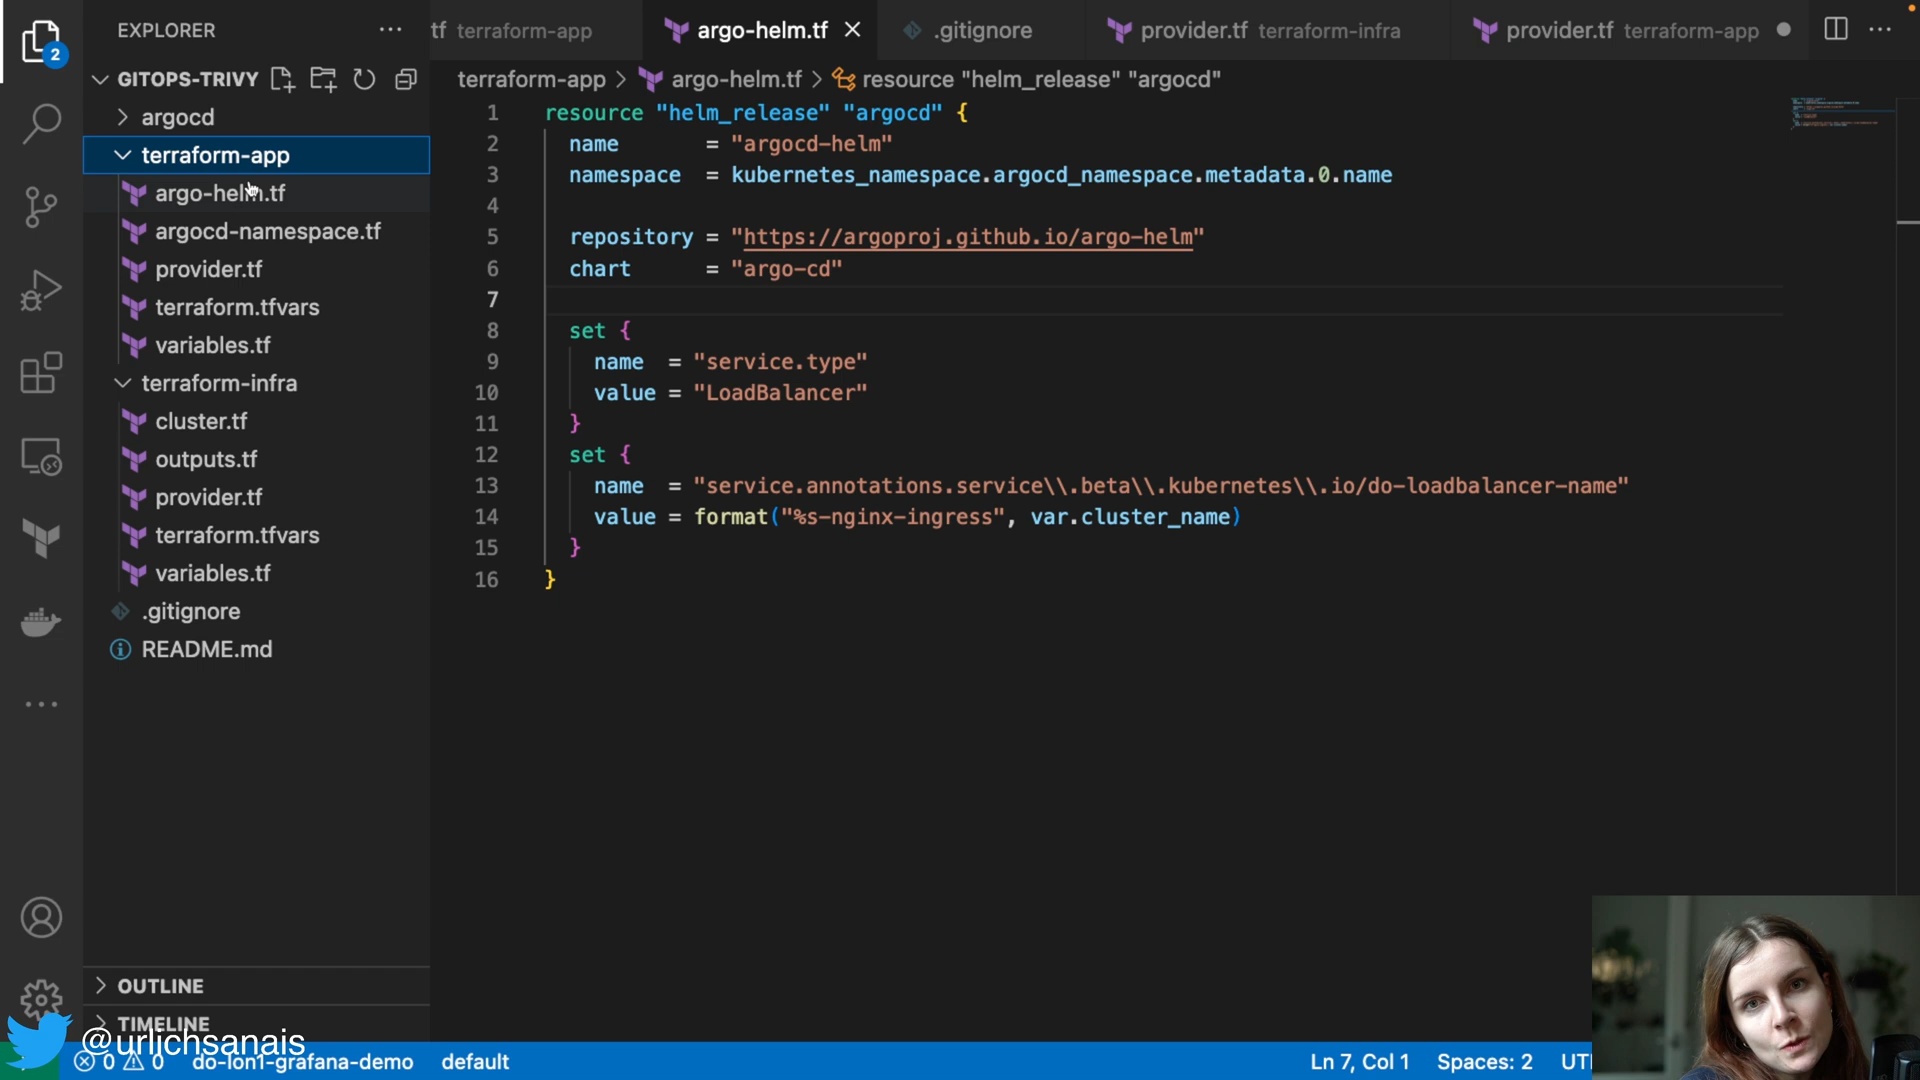 EXPLORER
GITOPS-TRIVY
argocd
terraform-app
argo-helm.tf
argocd-namespace.tf
provider.tf
terraform.tfvars
variables.tf
terraform-infra
cluster.tf
outputs.tf
provider.tf
terraform.tfvars
variables.tf
.gitignore
README.md
OUTLINE
TIMELINE
2
tf terraform-app
argo-helm.tf
.gitignore
provider.tf terraform-infra
provider.tf terraform-app
terraform-app > argo-helm.tf > resource "helm_release" "argocd"
1 resource "helm_release" "argocd" {
2 name = "argocd-helm"
3 namespace = kubernetes_namespace.argocd_namespace.metadata.0.name
4
5 repository = "https://argoproj.github.io/argo-helm"
6 chart = "argo-cd"
7
8 set {
9 name = "service.type"
10 value = "LoadBalancer"
11 }
12 set {
13 name = "service.annotations.service\\.beta\\.kubernetes\\.io/do-loadbalancer-name"
14 value = format("%s-nginx-ingress", var.cluster_name)
15 }
16 }
@urlichsanais
0 0 do-lon1-grafana-demo default
Ln 7, Col 1 Spaces: 2